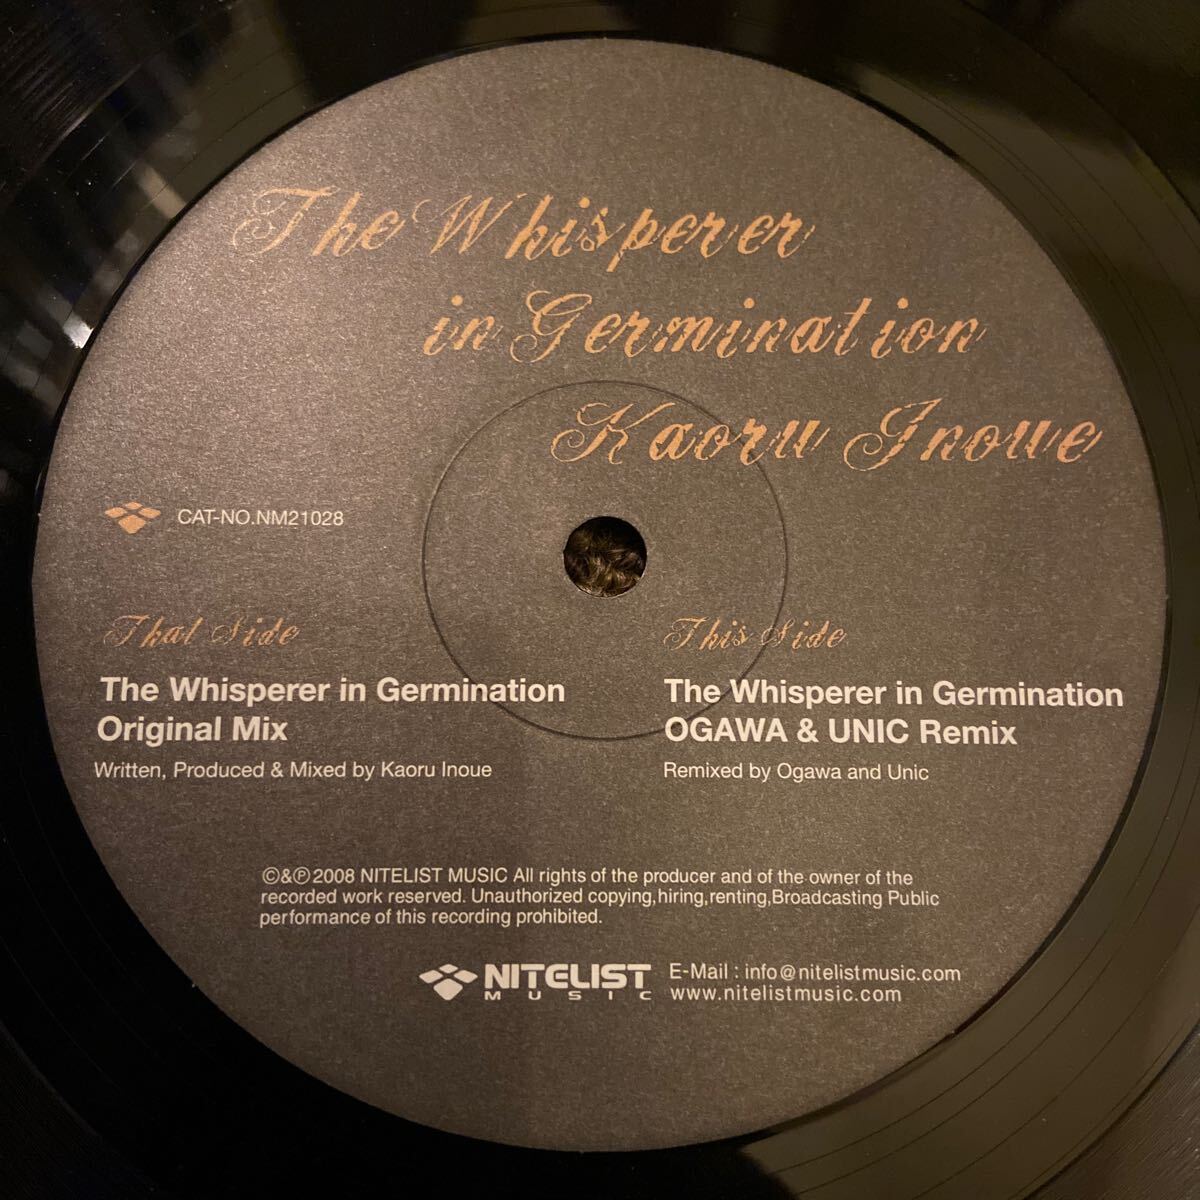 The Whisperer
in Germination
Kaoru Inoue
CAT-NO.NM21028
That Side
The Whisperer in Germination
Original Mix
Written, Produced & Mixed by Kaoru Inoue
This Side
The Whisperer in Germination
OGAWA & UNIC Remix
Remixed by Ogawa and Unic
©&℗2008 NITELIST MUSIC All rights of the producer and of the owner of the
recorded work reserved. Unauthorized copying,hiring,renting,Broadcasting Public
performance of this recording prohibited.
NITELIST
MUSIC
E-Mail : info@nitelistmusic.com
www.nitelistmusic.com